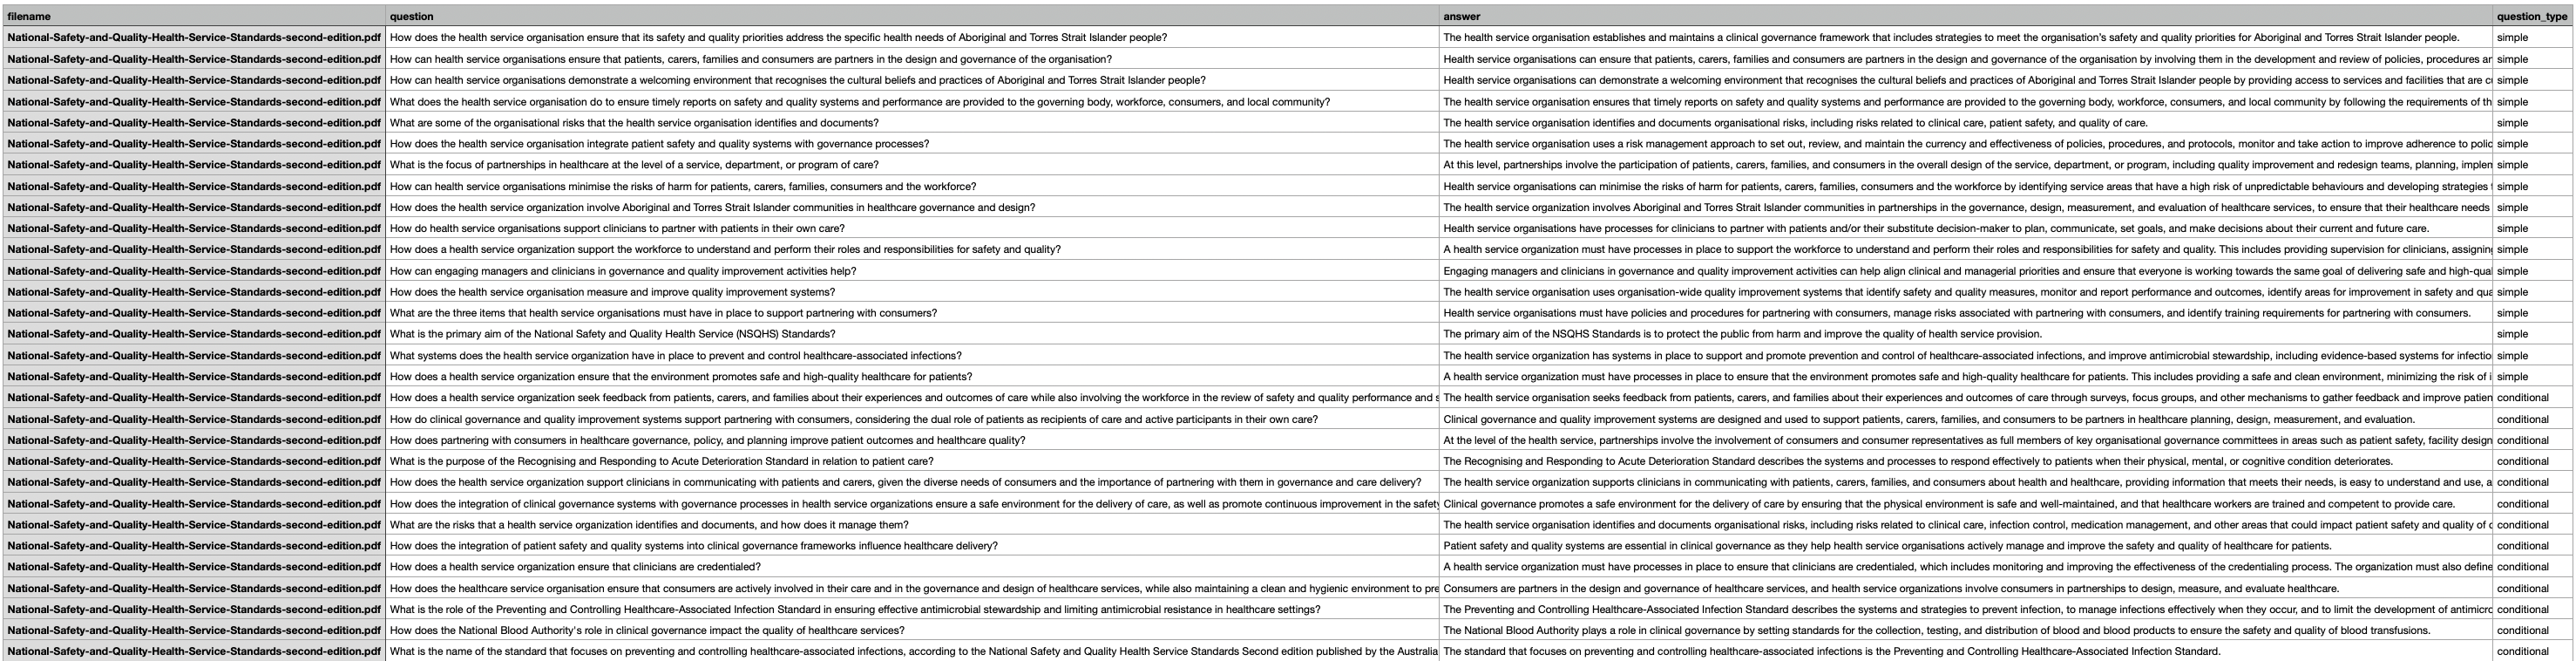 filename question answer question_type
National-Safety-and-Quality-Health-Service-Standards-second-edition.pdf How does the health service organisation ensure that its safety and quality priorities address the specific health needs of Aboriginal and Torres Strait Islander people? The health service organisation establishes and maintains a clinical governance framework that includes strategies to meet the organisation's safety and quality priorities for Aboriginal and Torres Strait Islander people. simple
National-Safety-and-Quality-Health-Service-Standards-second-edition.pdf How can health service organisations ensure that patients, carers, families and consumers are partners in the design and governance of the organisation? Health service organisations can ensure that patients, carers, families and consumers are partners in the design and governance of the organisation by involving them in the development and review of policies, procedures an simple
National-Safety-and-Quality-Health-Service-Standards-second-edition.pdf How can health service organisations demonstrate a welcoming environment that recognises the cultural beliefs and practices of Aboriginal and Torres Strait Islander people? Health service organisations can demonstrate a welcoming environment that recognises the cultural beliefs and practices of Aboriginal and Torres Strait Islander people by providing access to services and facilities that are simple
National-Safety-and-Quality-Health-Service-Standards-second-edition.pdf What does the health service organisation do to ensure timely reports on safety and quality systems and performance are provided to the governing body, workforce, consumers, and local community? The health service organisation ensures that timely reports on safety and quality systems and performance are provided to the governing body, workforce, consumers, and local community by following the requirements of th simple
National-Safety-and-Quality-Health-Service-Standards-second-edition.pdf What are some of the organisational risks that the health service organisation identifies and documents? The health service organisation identifies and documents organisational risks, including risks related to clinical care, patient safety, and quality of care. simple
National-Safety-and-Quality-Health-Service-Standards-second-edition.pdf How does the health service organisation integrate patient safety and quality systems with governance processes? The health service organisation uses a risk management approach to set out, review, and maintain the currency and effectiveness of policies, procedures, and protocols, monitor and take action to improve adherence to polic simple
National-Safety-and-Quality-Health-Service-Standards-second-edition.pdf What is the focus of partnerships in healthcare at the level of a service, department, or program of care? At this level, partnerships involve the participation of patients, carers, families, and consumers in the overall design of the service, department, or program, including quality improvement and redesign teams, planning, implen simple
National-Safety-and-Quality-Health-Service-Standards-second-edition.pdf How can health service organisations minimise the risks of harm for patients, carers, families, consumers and the workforce? Health service organisations can minimise the risks of harm for patients, carers, families, consumers and the workforce by identifying service areas that have a high risk of unpredictable behaviours and developing strategies simple
National-Safety-and-Quality-Health-Service-Standards-second-edition.pdf How does the health service organization involve Aboriginal and Torres Strait Islander communities in healthcare governance and design? The health service organization involves Aboriginal and Torres Strait Islander communities in partnerships in the governance, design, measurement, and evaluation of healthcare services, to ensure that their healthcare needs simple
National-Safety-and-Quality-Health-Service-Standards-second-edition.pdf How do health service organisations support clinicians to partner with patients in their own care? Health service organisations have processes for clinicians to partner with patients and/or their substitute decision-maker to plan, communicate, set goals, and make decisions about their current and future care. simple
National-Safety-and-Quality-Health-Service-Standards-second-edition.pdf How does a health service organization support the workforce to understand and perform their roles and responsibilities for safety and quality? A health service organization must have processes in place to support the workforce to understand and perform their roles and responsibilities for safety and quality. This includes providing supervision for clinicians, assigning simple
National-Safety-and-Quality-Health-Service-Standards-second-edition.pdf How can engaging managers and clinicians in governance and quality improvement activities help? Engaging managers and clinicians in governance and quality improvement activities can help align clinical and managerial priorities and ensure that everyone is working towards the same goal of delivering safe and high-qual simple
National-Safety-and-Quality-Health-Service-Standards-second-edition.pdf How does the health service organisation measure and improve quality improvement systems? The health service organisation uses organisation-wide quality improvement systems that identify safety and quality measures, monitor and report performance and outcomes, identify areas for improvement in safety and qua simple
National-Safety-and-Quality-Health-Service-Standards-second-edition.pdf What are the three items that health service organisations must have in place to support partnering with consumers? Health service organisations must have policies and procedures for partnering with consumers, manage risks associated with partnering with consumers, and identify training requirements for partnering with consumers. simple
National-Safety-and-Quality-Health-Service-Standards-second-edition.pdf What is the primary aim of the National Safety and Quality Health Service (NSQHS) Standards? The primary aim of the NSQHS Standards is to protect the public from harm and improve the quality of health service provision. simple
National-Safety-and-Quality-Health-Service-Standards-second-edition.pdf What systems does the health service organization have in place to prevent and control healthcare-associated infections? The health service organization has systems in place to support and promote prevention and control of healthcare-associated infections, and improve antimicrobial stewardship, including evidence-based systems for infectio simple
National-Safety-and-Quality-Health-Service-Standards-second-edition.pdf How does a health service organization ensure that the environment promotes safe and high-quality healthcare for patients? A health service organization must have processes in place to ensure that the environment promotes safe and high-quality healthcare for patients. This includes providing a safe and clean environment, minimizing the risk of i simple
National-Safety-and-Quality-Health-Service-Standards-second-edition.pdf How does a health service organization seek feedback from patients, carers, and families about their experiences and outcomes of care while also involving the workforce in the review of safety and quality performance and s The health service organisation seeks feedback from patients, carers, and families about their experiences and outcomes of care through surveys, focus groups, and other mechanisms to gather feedback and improve patien conditional
National-Safety-and-Quality-Health-Service-Standards-second-edition.pdf How do clinical governance and quality improvement systems support partnering with consumers, considering the dual role of patients as recipients of care and active participants in their own care? Clinical governance and quality improvement systems are designed and used to support patients, carers, families, and consumers to be partners in healthcare planning, design, measurement, and evaluation. conditional
National-Safety-and-Quality-Health-Service-Standards-second-edition.pdf How does partnering with consumers in healthcare governance, policy, and planning improve patient outcomes and healthcare quality? At the level of the health service, partnerships involve the involvement of consumers and consumer representatives as full members of key organisational governance committees in areas such as patient safety, facility design conditional
National-Safety-and-Quality-Health-Service-Standards-second-edition.pdf What is the purpose of the Recognising and Responding to Acute Deterioration Standard in relation to patient care? The Recognising and Responding to Acute Deterioration Standard describes the systems and processes to respond effectively to patients when their physical, mental, or cognitive condition deteriorates. conditional
National-Safety-and-Quality-Health-Service-Standards-second-edition.pdf How does the health service organization support clinicians in communicating with patients and carers, given the diverse needs of consumers and the importance of partnering with them in governance and care delivery? The health service organization supports clinicians in communicating with patients, carers, families, and consumers about health and healthcare, providing information that meets their needs, is easy to understand and use, a conditional
National-Safety-and-Quality-Health-Service-Standards-second-edition.pdf How does the integration of clinical governance systems with governance processes in health service organizations ensure a safe environment for the delivery of care, as well as promote continuous improvement in the safety Clinical governance promotes a safe environment for the delivery of care by ensuring that the physical environment is safe and well-maintained, and that healthcare workers are trained and competent to provide care. conditional
National-Safety-and-Quality-Health-Service-Standards-second-edition.pdf What are the risks that a health service organization identifies and documents, and how does it manage them? The health service organization identifies and documents organisational risks, including risks related to clinical care, infection control, medication management, and other areas that could impact patient safety and quality of c conditional
National-Safety-and-Quality-Health-Service-Standards-second-edition.pdf How does the integration of patient safety and quality systems into clinical governance frameworks influence healthcare delivery? Patient safety and quality systems are essential in clinical governance as they help health service organisations actively manage and improve the safety and quality of healthcare for patients. conditional
National-Safety-and-Quality-Health-Service-Standards-second-edition.pdf How does a health service organization ensure that clinicians are credentialed? A health service organization must have processes in place to ensure that clinicians are credentialed, which includes monitoring and improving the effectiveness of the credentialing process. The organization must also define conditional
National-Safety-and-Quality-Health-Service-Standards-second-edition.pdf How does the healthcare service organisation ensure that consumers are actively involved in their care and in the governance and design of healthcare services, while also maintaining a clean and hygienic environment to pre Consumers are partners in the design and governance of healthcare services, and health service organizations involve consumers in partnerships to design, measure, and evaluate healthcare. conditional
National-Safety-and-Quality-Health-Service-Standards-second-edition.pdf What is the role of the Preventing and Controlling Healthcare-Associated Infection Standard in ensuring effective antimicrobial stewardship and limiting antimicrobial resistance in healthcare settings? The Preventing and Controlling Healthcare-Associated Infection Standard describes the systems and strategies to prevent infection, to manage infections effectively when they occur, and to limit the development of antimicro conditional
National-Safety-and-Quality-Health-Service-Standards-second-edition.pdf How does the National Blood Authority's role in clinical governance impact the quality of healthcare services? The National Blood Authority plays a role in clinical governance by setting standards for the collection, testing, and distribution of blood and blood products to ensure the safety and quality of blood transfusions. conditional
National-Safety-and-Quality-Health-Service-Standards-second-edition.pdf What is the name of the standard that focuses on preventing and controlling healthcare-associated infections, according to the National Safety and Quality Health Service Standards Second edition published by the Australia The standard that focuses on preventing and controlling healthcare-associated infections is the Preventing and Controlling Healthcare-Associated Infection Standard. conditional